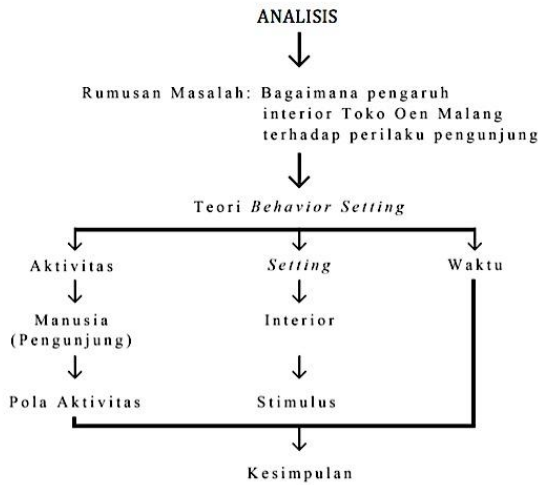 ANALISIS
Rumusan Masalah: Bagaimana pengaruh
interior Toko Oen Malang
terhadap perilaku pengunjung
Teori Behavior Setting
Aktivitas
Setting
Waktu
Manusia
(Pengunjung)
Interior
Pola Aktivitas
Stimulus
Kesimpulan